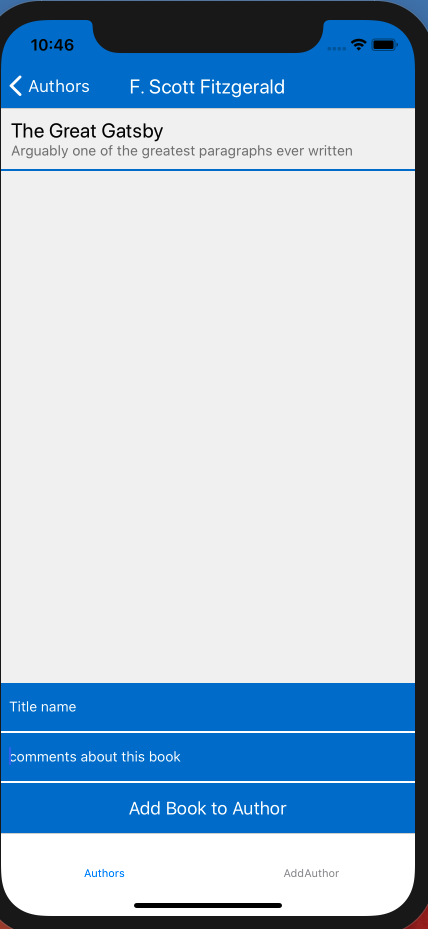 10:46
Authors F. Scott Fitzgerald
The Great Gatsby
Arguably one of the greatest paragraphs ever written
Title name
comments about this book
Add Book to Author
Authors AddAuthor